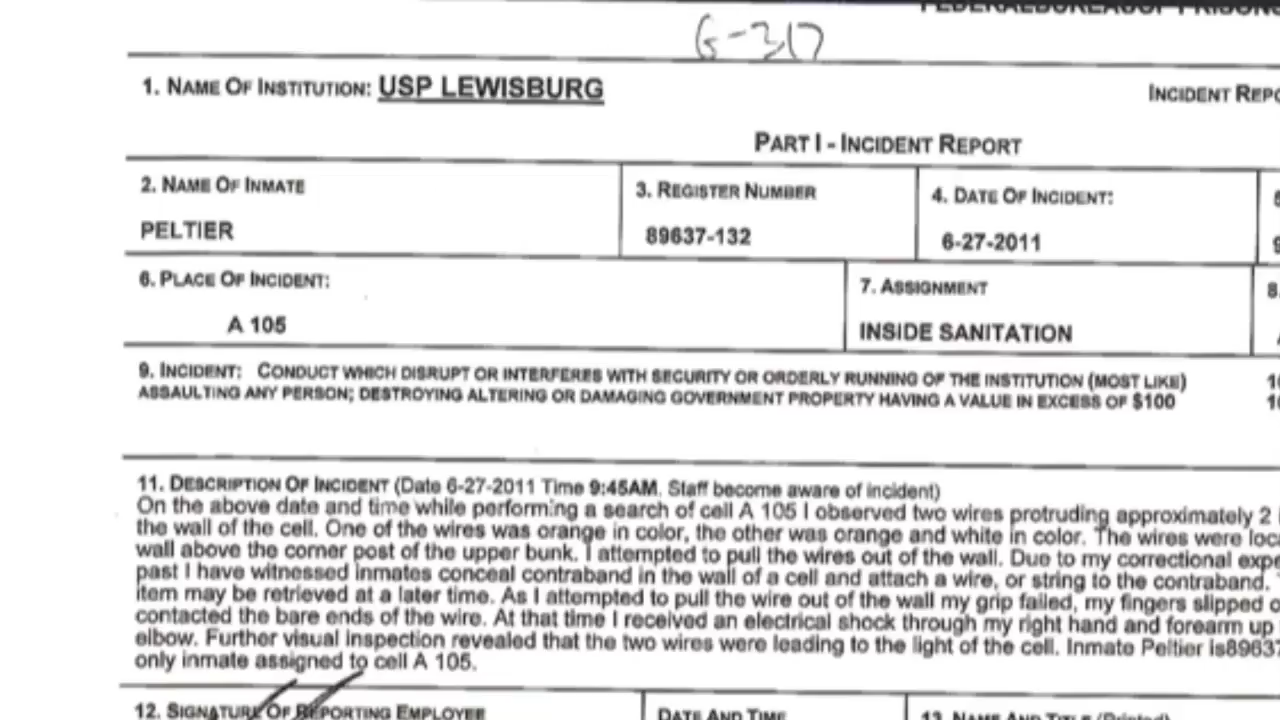 FEDERAL BUREAU OF PRISONS
G-317
1. NAME OF INSTITUTION: USP LEWISBURG
INCIDENT REPO
PART I - INCIDENT REPORT
2. NAME OF INMATE
3. REGISTER NUMBER
4. DATE OF INCIDENT:
PELTIER
89637-132
6-27-2011
6. PLACE OF INCIDENT:
7. ASSIGNMENT
8.
A 105
INSIDE SANITATION
9. INCIDENT: CONDUCT WHICH DISRUPT OR INTERFERES WITH SECURITY OR ORDERLY RUNNING OF THE INSTITUTION (MOST LIKE)
ASSAULTING ANY PERSON; DESTROYING ALTERING OR DAMAGING GOVERNMENT PROPERTY HAVING A VALUE IN EXCESS OF $100
11. DESCRIPTION OF INCIDENT (Date 6-27-2011 Time 9:45AM, Staff become aware of incident)
On the above date and time while performing a search of cell A 105 I observed two wires protruding approximately 2
the wall of the cell. One of the wires was orange in color, the other was orange and white in color. The wires were loca
wall above the corner post of the upper bunk. I attempted to pull the wires out of the wall. Due to my correctional expe
past I have witnessed inmates conceal contraband in the wall of a cell and attach a wire, or string to the contraband.
item may be retrieved at a later time. As I attempted to pull the wire out of the wall my grip failed, my fingers slipped o
contacted the bare ends of the wire. At that time I received an electrical shock through my right hand and forearm up
elbow. Further visual inspection revealed that the two wires were leading to the light of the cell. Inmate Peltier is89637
only inmate assigned to cell A 105.
12. SIGNATURE OF REPORTING EMPLOYEE
DATE AND TIME
13. NAME AND TITLE (Printed)